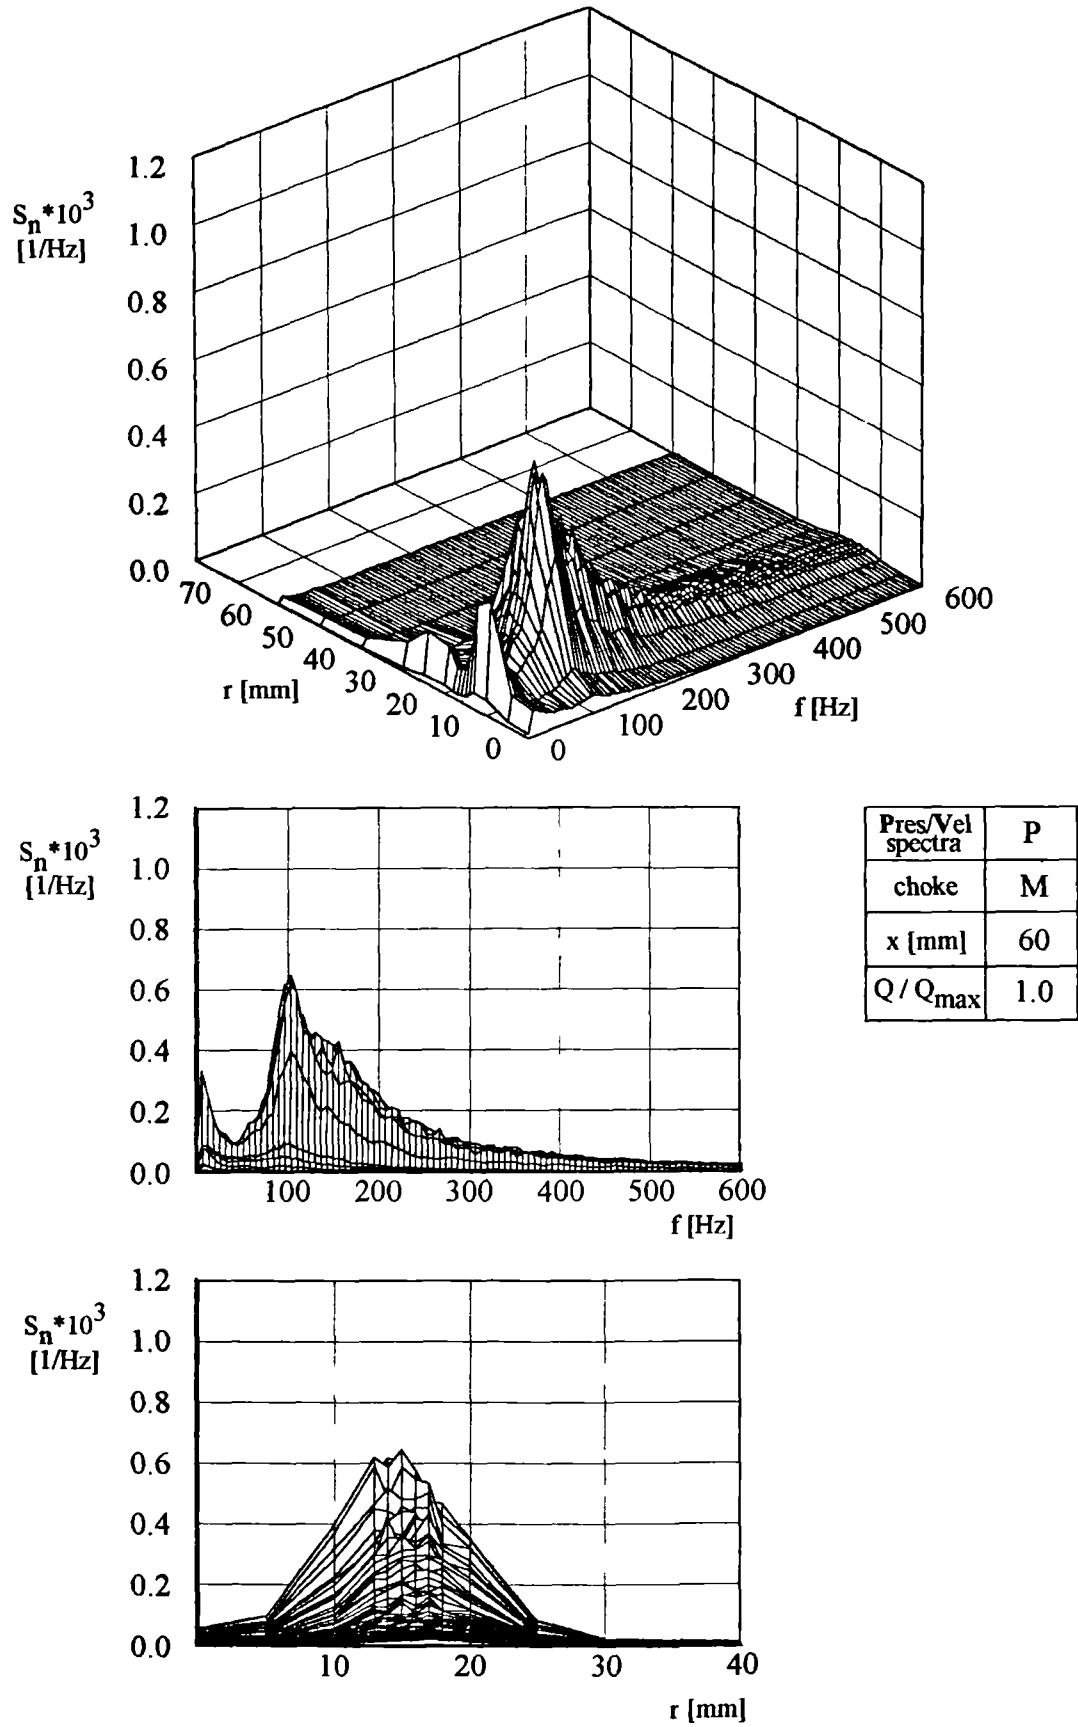 1.2
S_n*10^3
[1/Hz]
1.0
0.8
0.6
0.4
0.2
0.0
70
60
50
40
30
20
10
0
r [mm]
0
100
200
300
400
500
600
f [Hz]
1.2
S_n*10^3
[1/Hz]
1.0
0.8
0.6
0.4
0.2
0.0
100 200 300 400 500 600
f [Hz]
Pres/Vel spectra P
choke M
x [mm] 60
Q / Q_max 1.0
1.2
S_n*10^3
[1/Hz]
1.0
0.8
0.6
0.4
0.2
0.0
10 20 30 40
r [mm]